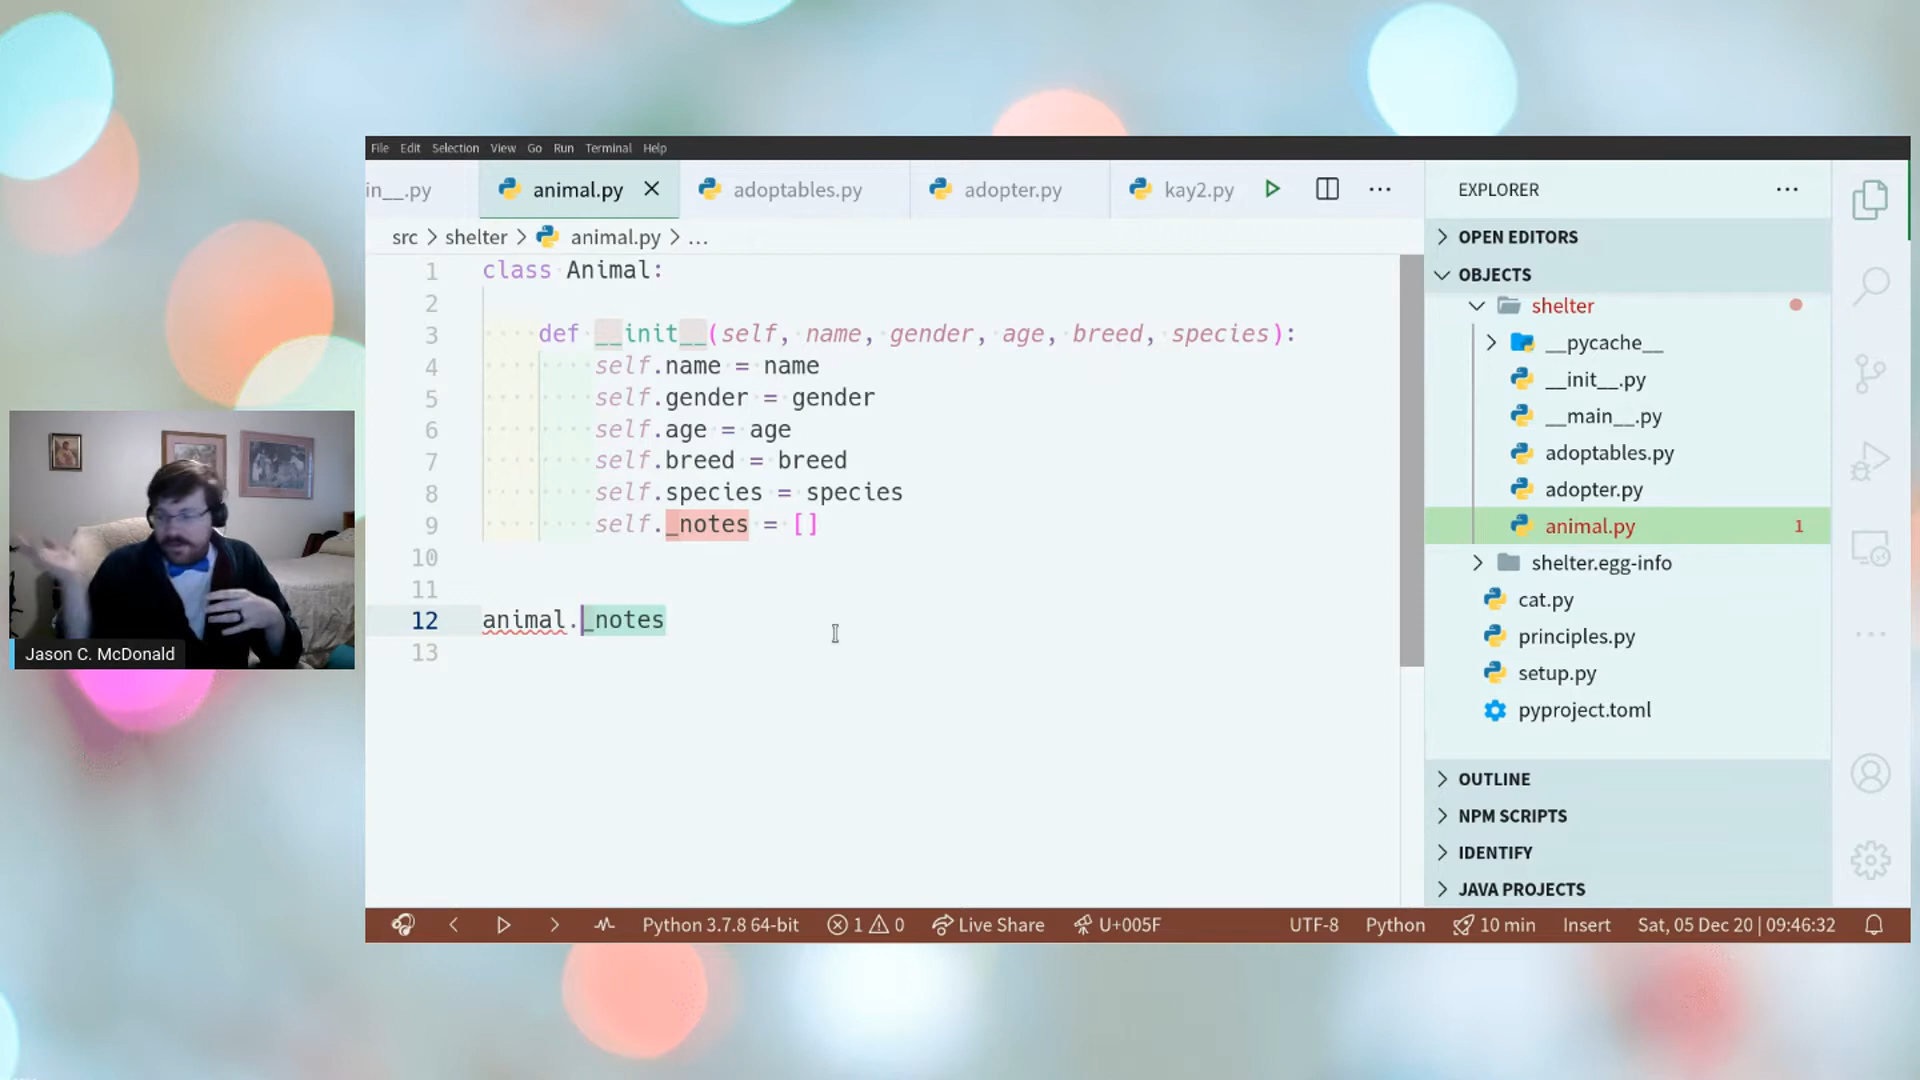 File Edit Selection View Go Run Terminal Help
in__.py animal.py adoptables.py adopter.py kay2.py
src > shelter > animal.py > ...
1 class Animal:
2
3 def __init__(self, name, gender, age, breed, species):
4 self.name = name
5 self.gender = gender
6 self.age = age
7 self.breed = breed
8 self.species = species
9 self._notes = []
10
11
12 animal._notes
13
EXPLORER
OPEN EDITORS
OBJECTS
shelter
__pycache__
__init__.py
__main__.py
adoptables.py
adopter.py
animal.py 1
shelter.egg-info
cat.py
principles.py
setup.py
pyproject.toml
OUTLINE
NPM SCRIPTS
IDENTIFY
JAVA PROJECTS
Python 3.7.8 64-bit 1 0 Live Share U+005F UTF-8 Python 10 min Insert Sat, 05 Dec 20 | 09:46:32
Jason C. McDonald